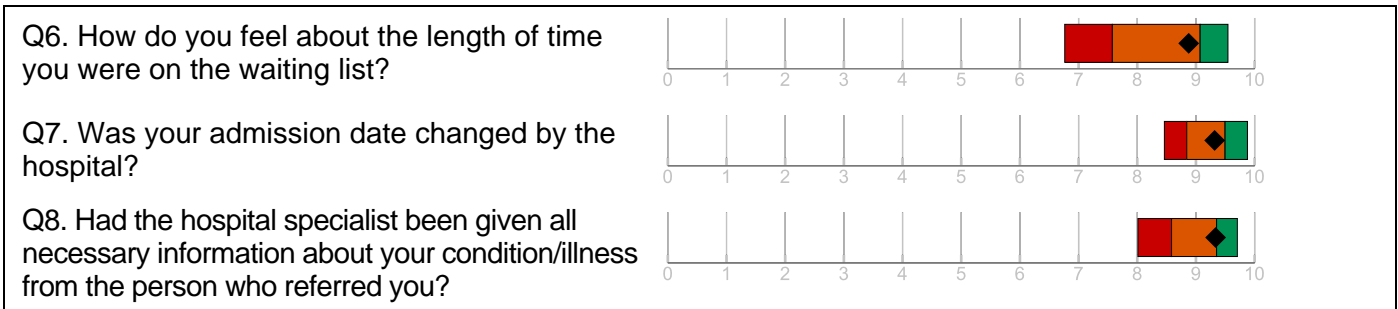 Q6. How do you feel about the length of time
you were on the waiting list?
0 1 2 3 4 5 6 7 8 9 10
Q7. Was your admission date changed by the
hospital?
0 1 2 3 4 5 6 7 8 9 10
Q8. Had the hospital specialist been given all
necessary information about your condition/illness
from the person who referred you?
0 1 2 3 4 5 6 7 8 9 10